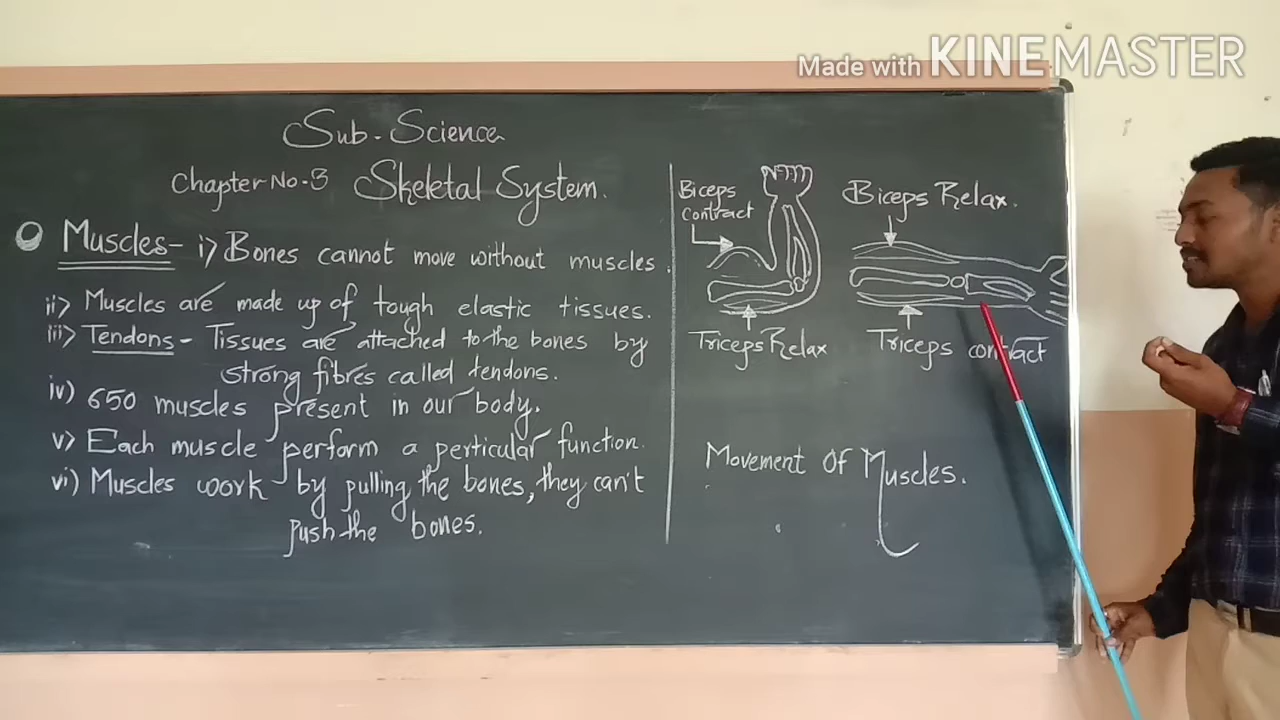 Made with KINEMASTER
Sub - Science
Chapter No - 3 Skeletal System.
Muscles - i) Bones cannot move without muscles.
ii) Muscles are made up of tough elastic tissues.
iii) Tendons - Tissues are attached to the bones by
strong fibres called tendons.
iv) 650 muscles present in our body.
v) Each muscle perform a perticular function.
vi) Muscles work by pulling the bones, they can't
push the bones.
Biceps
Contract
Triceps Relax
Biceps Relax.
Triceps contract
Movement Of Muscles.